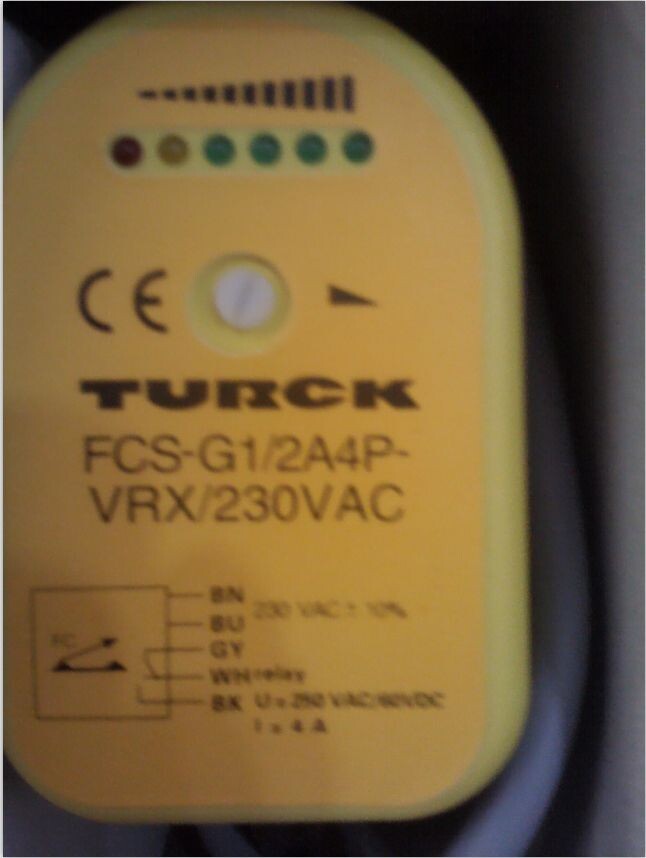 CE
TURCK
FCS-G1/2A4P-
VRX/230VAC
BN
230 VAC ± 10%
BU
FC
GY
WH relay
BK U = 250 VAC/60VDC
I = 4 A